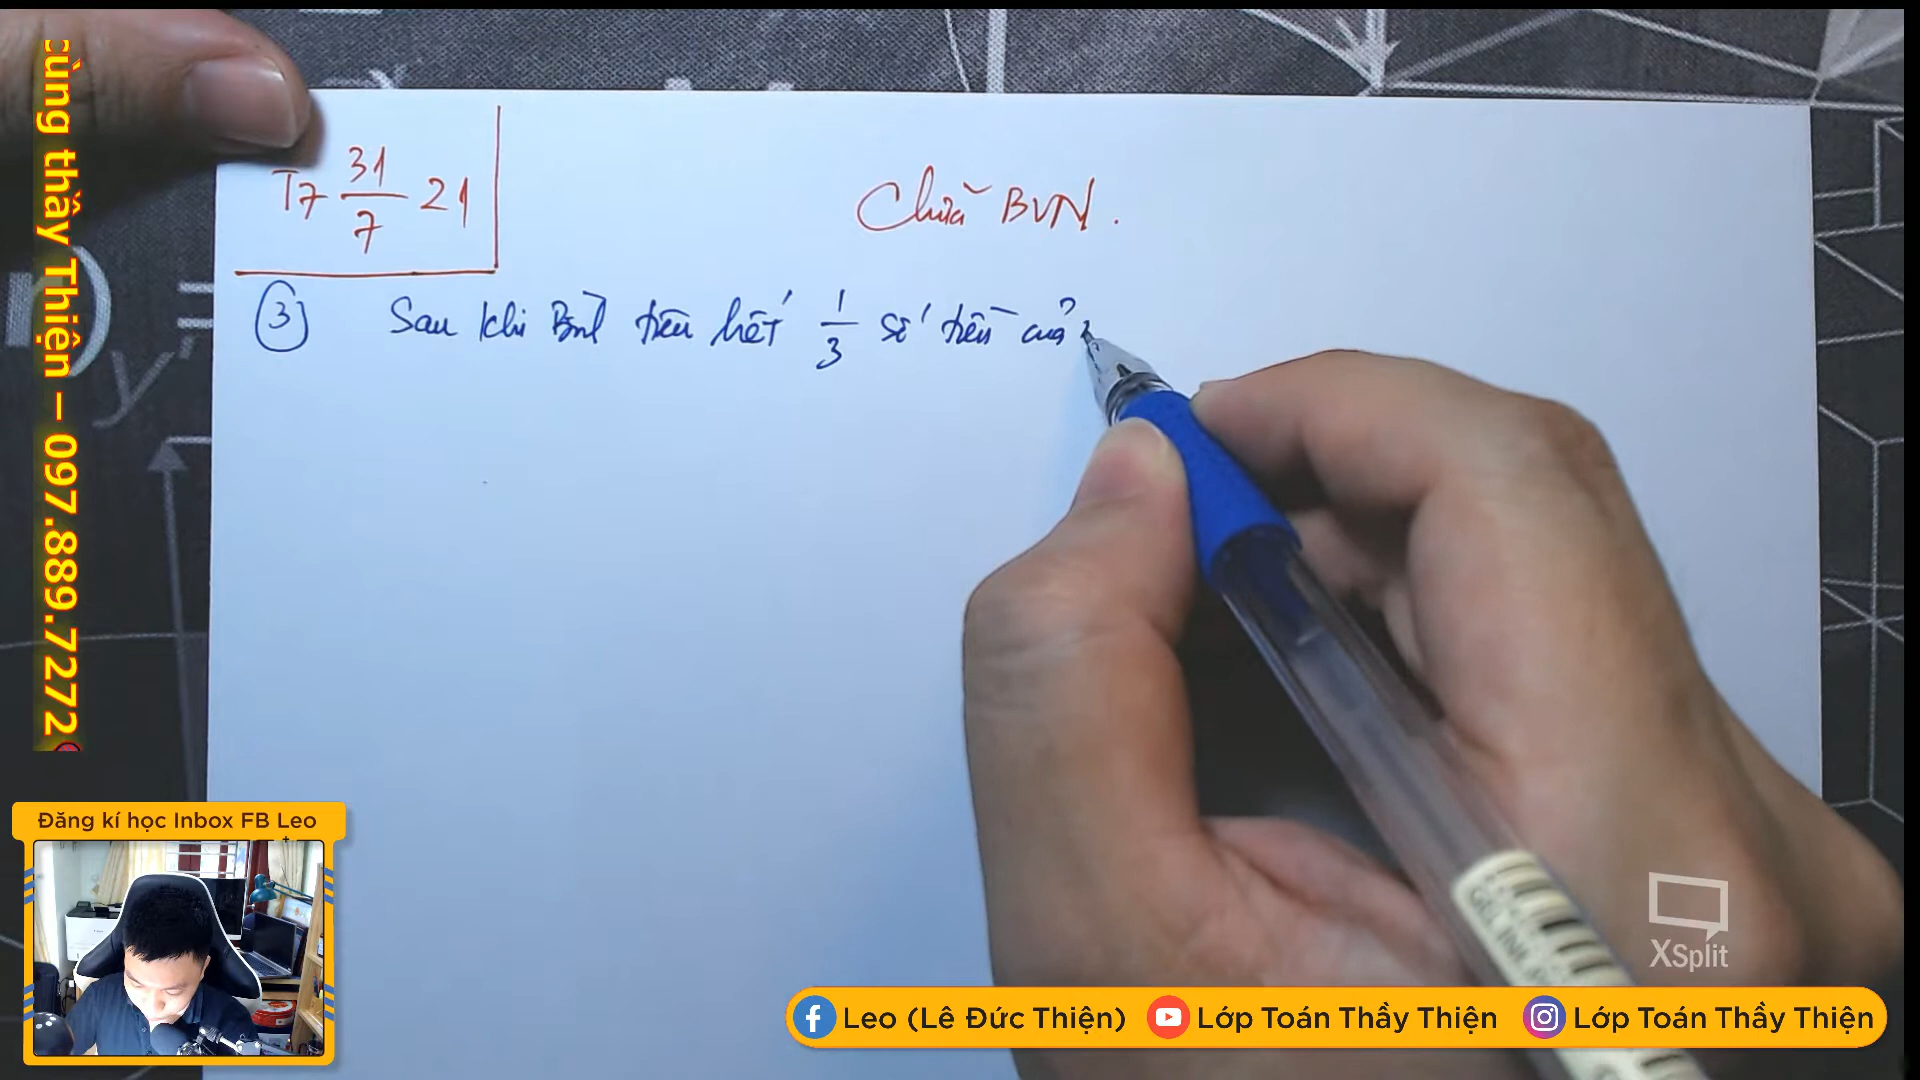 cùng thầy Thiện – 097.889.7272
T7 31/7 21
Chữa BVN.
3 Sau khi Bình tiêu hết 1/3 số tiền của
Đăng kí học Inbox FB Leo
GEL INK
XSplit
Leo (Lê Đức Thiện) Lớp Toán Thầy Thiện Lớp Toán Thầy Thiện